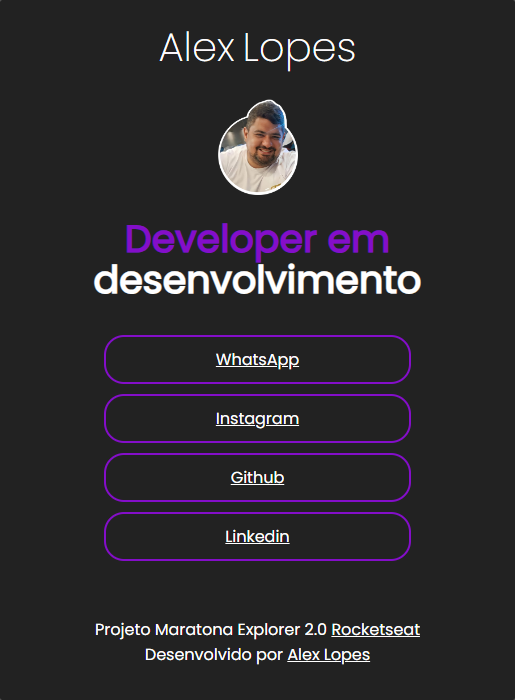 Alex Lopes
Developer em
desenvolvimento
WhatsApp
Instagram
Github
Linkedin
Projeto Maratona Explorer 2.0 Rocketseat
Desenvolvido por Alex Lopes